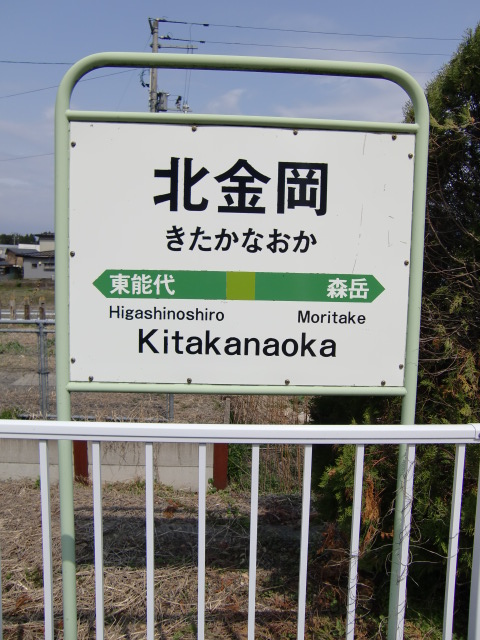 北金岡
きたかなおか
東能代 森岳
Higashinoshiro Moritake
Kitakanaoka